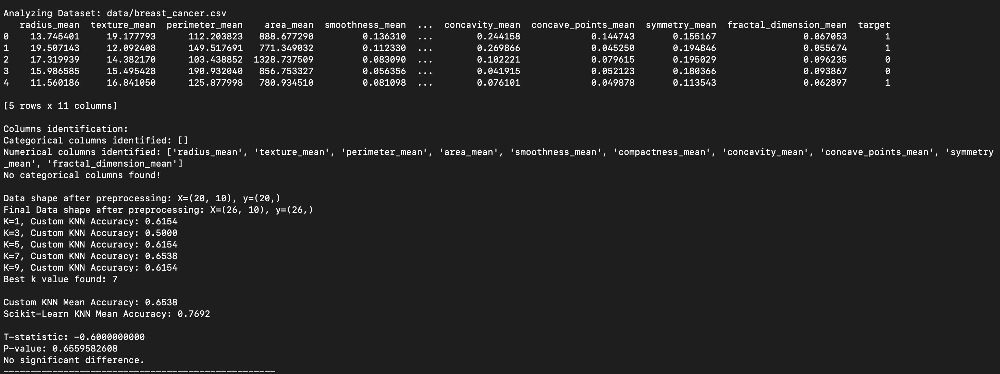 Analyzing Dataset: data/breast_cancer.csv
   radius_mean  texture_mean  perimeter_mean    area_mean  smoothness_mean  ...  concavity_mean  concave_points_mean  symmetry_mean  fractal_dimension_mean  target
0    13.745401     19.177793      112.203823   888.677290         0.136310  ...        0.244158             0.144743       0.155167                0.067053       1
1    19.507143     12.092408      149.517691   771.349032         0.112330  ...        0.269866             0.045250       0.194846                0.055674       1
2    17.319939     14.382170      103.438852  1328.737509         0.083090  ...        0.102221             0.079615       0.195029                0.096235       0
3    15.986585     15.495428      190.932040   856.753327         0.056356  ...        0.041915             0.052123       0.180366                0.093867       0
4    11.560186     16.841050      125.877998   780.934510         0.081098  ...        0.076101             0.049878       0.113543                0.062897       1
[5 rows x 11 columns]
Columns identification:
Categorical columns identified: []
Numerical columns identified: ['radius_mean', 'texture_mean', 'perimeter_mean', 'area_mean', 'smoothness_mean', 'compactness_mean', 'concavity_mean', 'concave_points_mean', 'symmetry
_mean', 'fractal_dimension_mean']
No categorical columns found!
Data shape after preprocessing: X=(20, 10), y=(20,)
Final Data shape after preprocessing: X=(26, 10), y=(26,)
K=1, Custom KNN Accuracy: 0.6154
K=3, Custom KNN Accuracy: 0.5000
K=5, Custom KNN Accuracy: 0.6154
K=7, Custom KNN Accuracy: 0.6538
K=9, Custom KNN Accuracy: 0.6154
Best k value found: 7
Custom KNN Mean Accuracy: 0.6538
Scikit-Learn KNN Mean Accuracy: 0.7692
T-statistic: -0.6000000000
P-value: 0.6559582608
No significant difference.
--------------------------------------------------